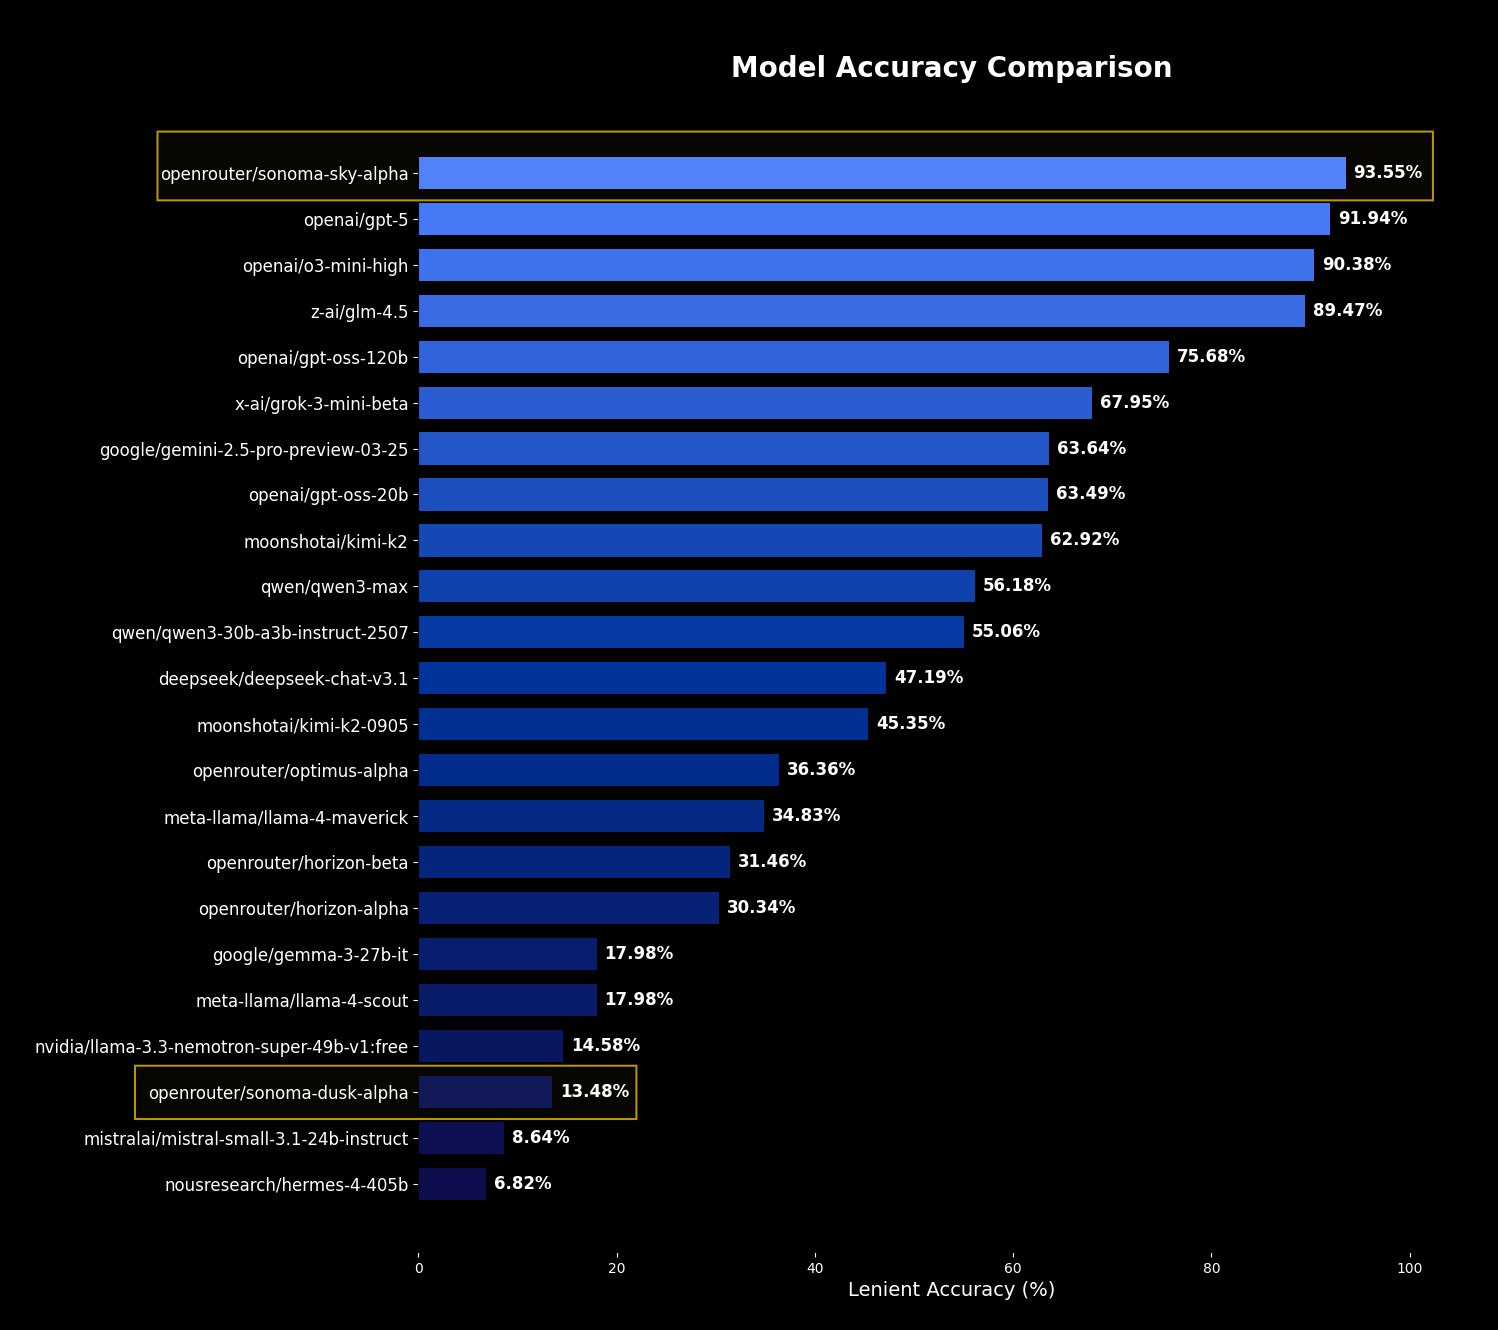 Model Accuracy Comparison
openrouter/sonoma-sky-alpha 93.55%
openai/gpt-5 91.94%
openai/o3-mini-high 90.38%
z-ai/glm-4.5 89.47%
openai/gpt-oss-120b 75.68%
x-ai/grok-3-mini-beta 67.95%
google/gemini-2.5-pro-preview-03-25 63.64%
openai/gpt-oss-20b 63.49%
moonshotai/kimi-k2 62.92%
qwen/qwen3-max 56.18%
qwen/qwen3-30b-a3b-instruct-2507 55.06%
deepseek/deepseek-chat-v3.1 47.19%
moonshotai/kimi-k2-0905 45.35%
openrouter/optimus-alpha 36.36%
meta-llama/llama-4-maverick 34.83%
openrouter/horizon-beta 31.46%
openrouter/horizon-alpha 30.34%
google/gemma-3-27b-it 17.98%
meta-llama/llama-4-scout 17.98%
nvidia/llama-3.3-nemotron-super-49b-v1:free 14.58%
openrouter/sonoma-dusk-alpha 13.48%
mistralai/mistral-small-3.1-24b-instruct 8.64%
nousresearch/hermes-4-405b 6.82%
0 20 40 60 80 100
Lenient Accuracy (%)